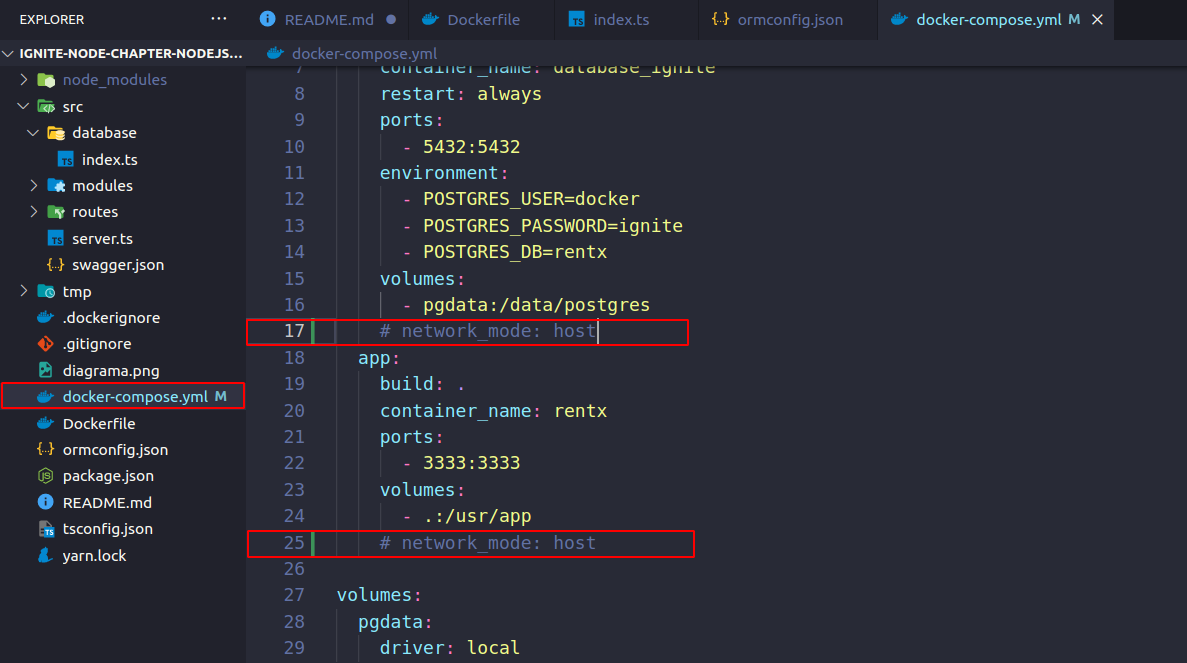 EXPLORER ...
README.md
Dockerfile
index.ts
ormconfig.json
docker-compose.yml M
IGNITE-NODE-CHAPTER-NODEJS...
node_modules
src
database
TS index.ts
modules
routes
TS server.ts
{..} swagger.json
tmp
.dockerignore
.gitignore
diagrama.png
docker-compose.yml M
Dockerfile
{..} ormconfig.json
package.json
README.md
tsconfig.json
yarn.lock
docker-compose.yml
7 container_name: database_ignite
8 restart: always
9 ports:
10 - 5432:5432
11 environment:
12 - POSTGRES_USER=docker
13 - POSTGRES_PASSWORD=ignite
14 - POSTGRES_DB=rentx
15 volumes:
16 - pgdata:/data/postgres
17 # network_mode: host
18 app:
19 build: .
20 container_name: rentx
21 ports:
22 - 3333:3333
23 volumes:
24 - .:/usr/app
25 # network_mode: host
26
27 volumes:
28 pgdata:
29 driver: local